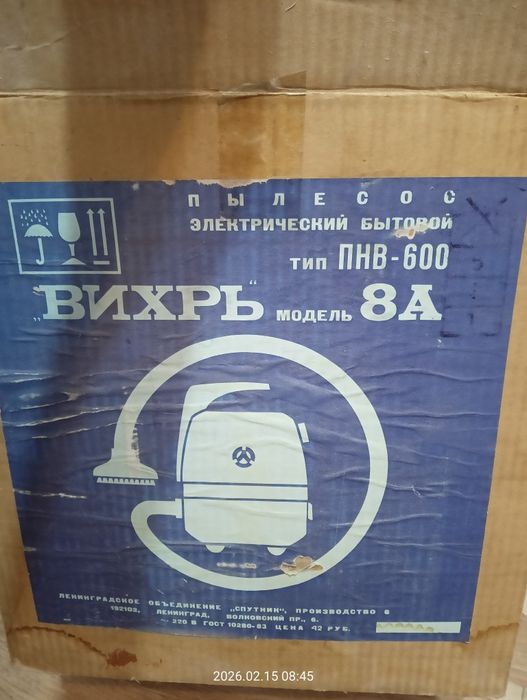 ПЫЛЕСОС
ЭЛЕКТРИЧЕСКИЙ БЫТОВОЙ
ТИП ПНВ-600
„ВИХРЬ“ МОДЕЛЬ 8А
ЛЕНИНГРАДСКОЕ ОБЪЕДИНЕНИЕ „СПУТНИК“, ПРОИЗВОДСТВО 6
192103, ЛЕНИНГРАД, ВОЛКОВСКИЙ ПР., 6.
~ 220 В ГОСТ 10280-83 ЦЕНА 42 РУБ.
2026.02.15 08:45